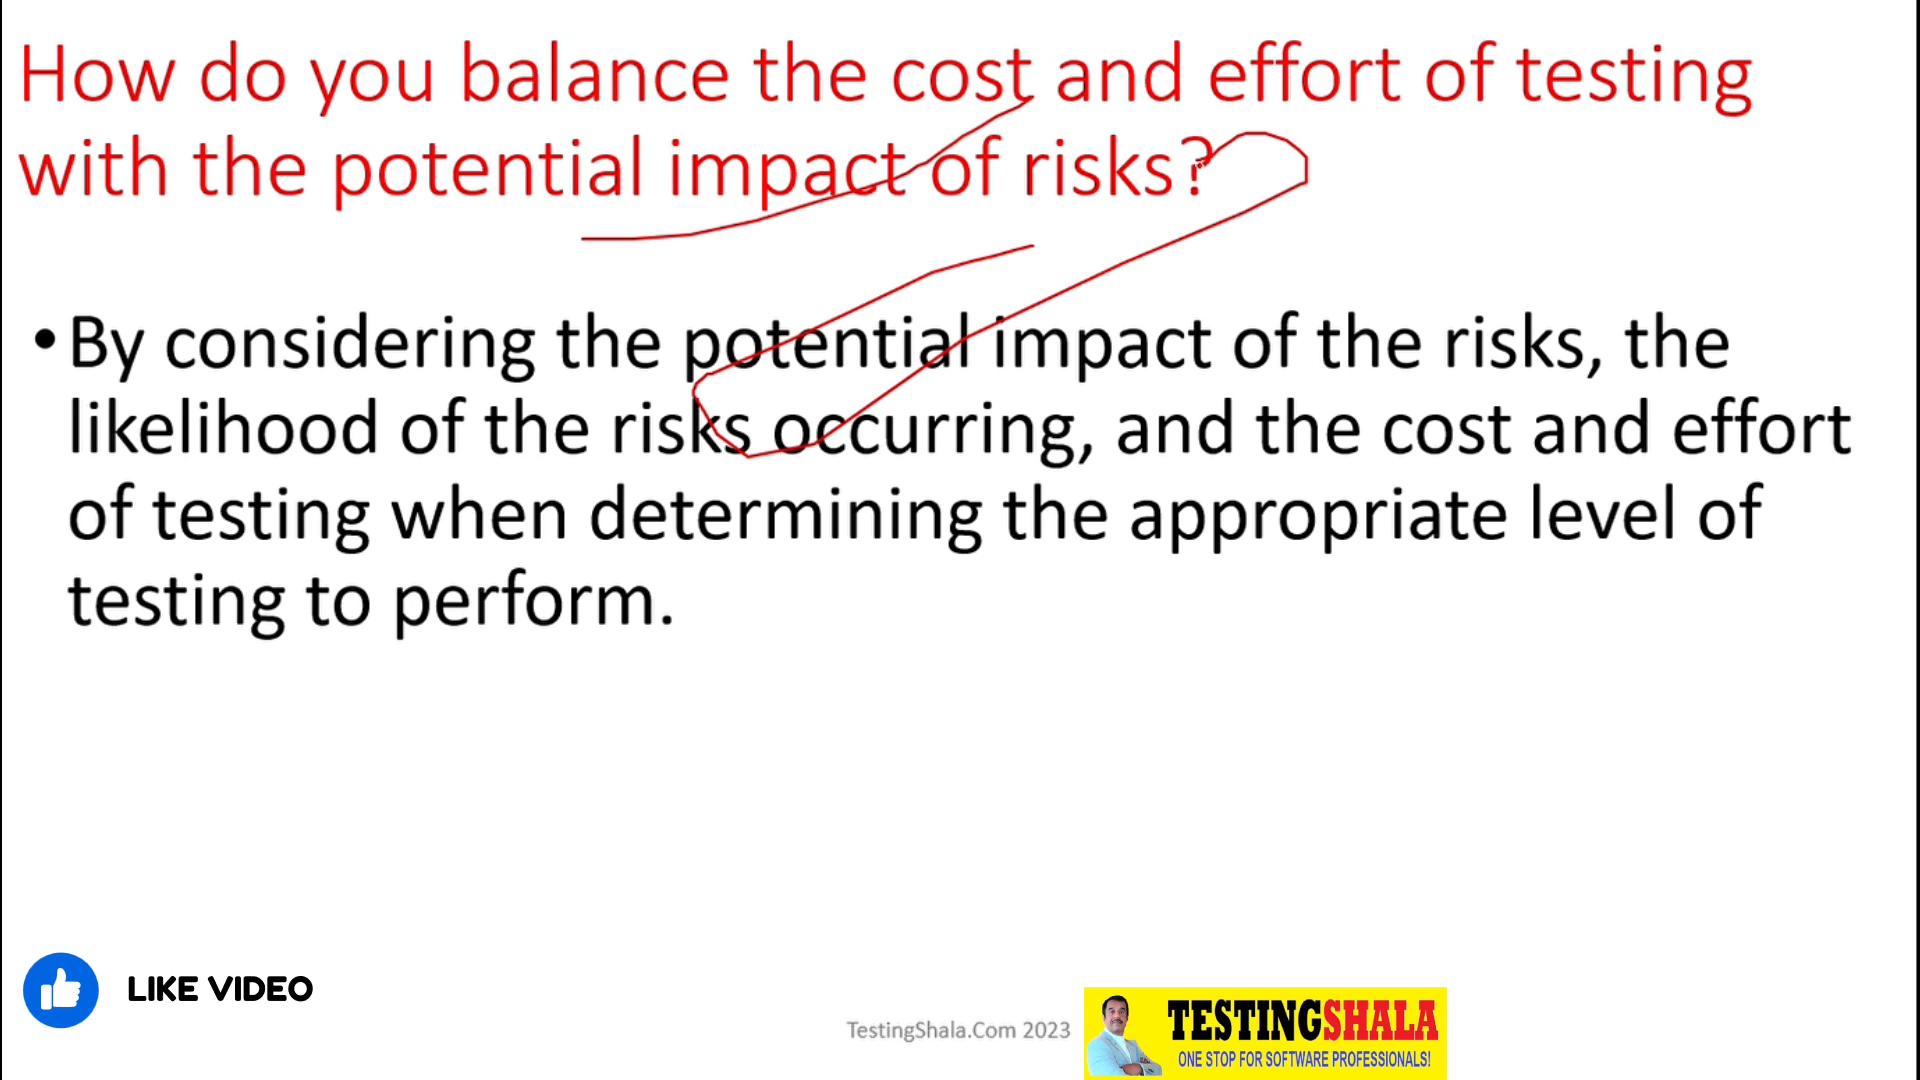 How do you balance the cost and effort of testing
with the potential impact of risks?
•By considering the potential impact of the risks, the
likelihood of the risks occurring, and the cost and effort
of testing when determining the appropriate level of
testing to perform.
LIKE VIDEO
TestingShala.Com 2023
TESTINGSHALA
ONE STOP FOR SOFTWARE PROFESSIONALS!